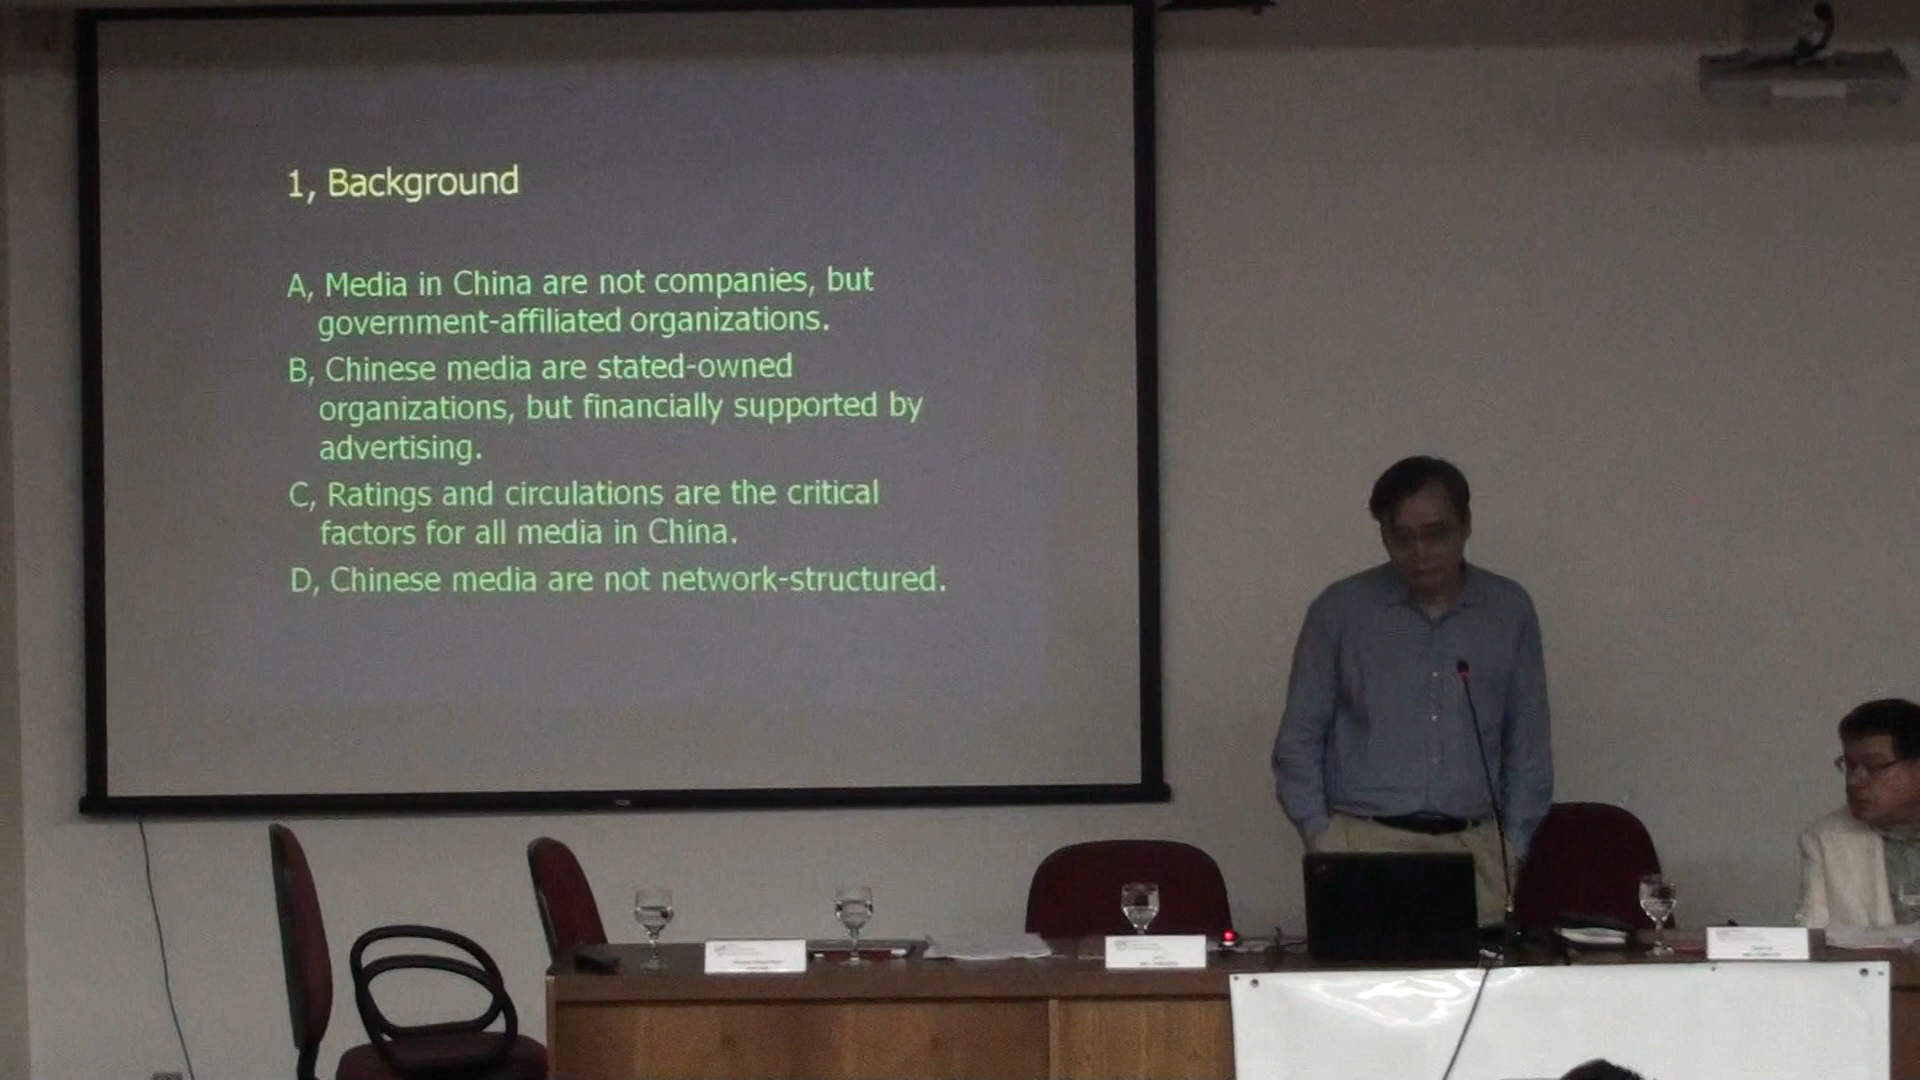 1, Background
A, Media in China are not companies, but
government-affiliated organizations.
B, Chinese media are stated-owned
organizations, but financially supported by
advertising.
C, Ratings and circulations are the critical
factors for all media in China.
D, Chinese media are not network-structured.